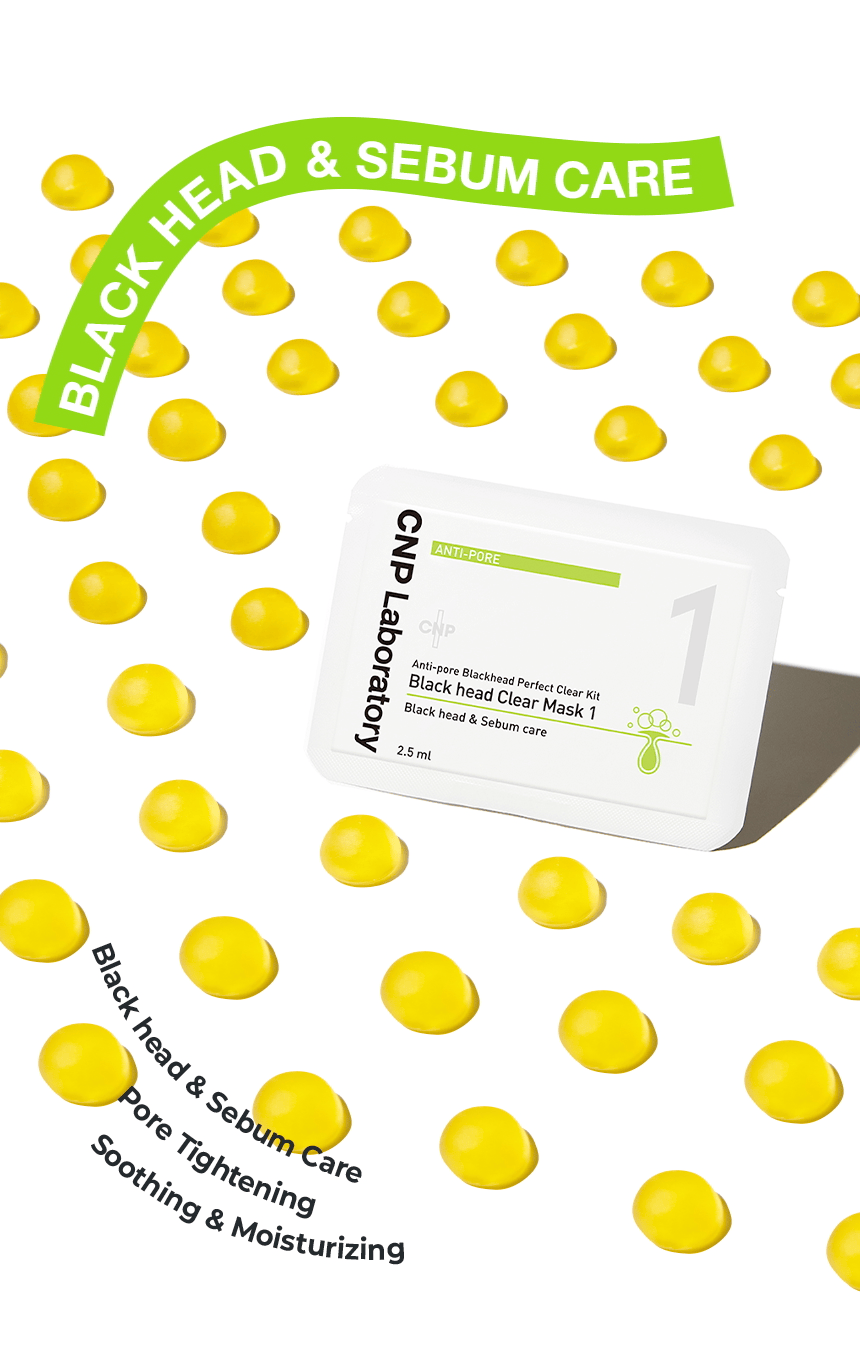 BLACK HEAD & SEBUM CARE
CNP Laboratory
ANTI-PORE
1
CNP
Anti-pore Blackhead Perfect Clear Kit
Black head Clear Mask 1
Black head & Sebum care
2.5 ml
Black head & Sebum Care
Pore Tightening
Soothing & Moisturizing